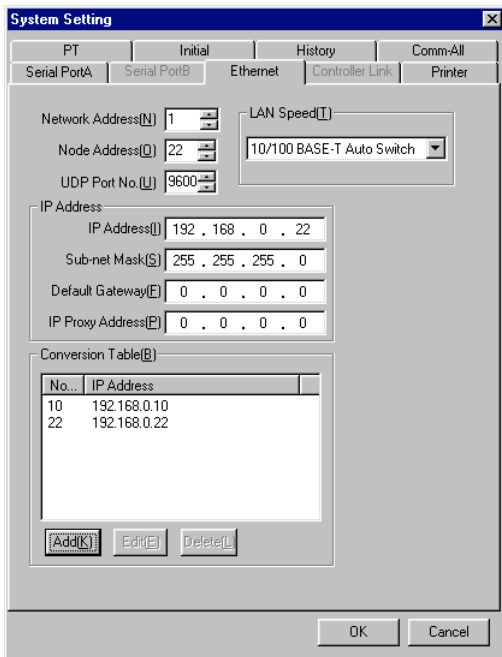 System Setting
PT Initial History Comm-All
Serial PortA Serial PortB Ethernet Controller Link Printer
Network Address(N) 1
LAN Speed(T)
Node Address(O) 22
10/100 BASE-T Auto Switch
UDP Port No.(U) 9600
IP Address
IP Address(I) 192 . 168 . 0 . 22
Sub-net Mask(S) 255 . 255 . 255 . 0
Default Gateway(F) 0 . 0 . 0 . 0
IP Proxy Address(P) 0 . 0 . 0 . 0
Conversion Table(B)
No... IP Address
10 192.168.0.10
22 192.168.0.22
Add(K) Edit(E) Delete(L)
OK Cancel